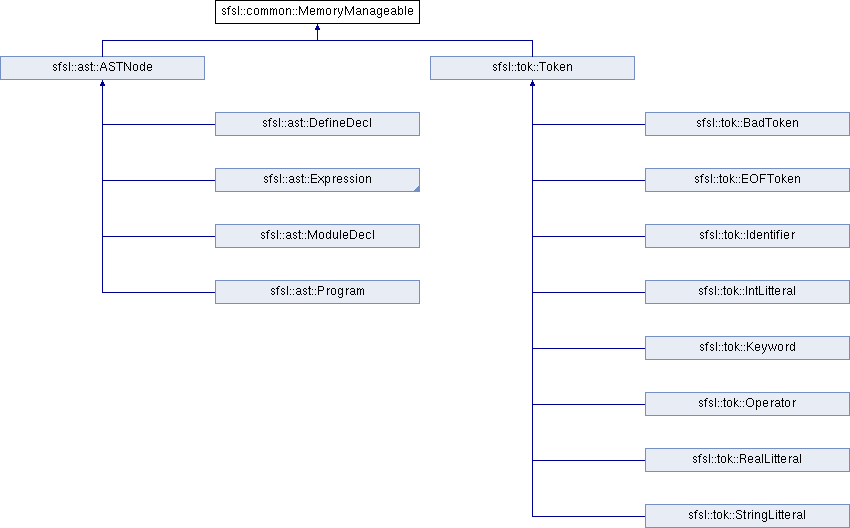 sfsl::common::MemoryManageable
sfsl::ast::ASTNode
sfsl::tok::Token
sfsl::ast::DefineDecl
sfsl::tok::BadToken
sfsl::ast::Expression
sfsl::tok::EOFToken
sfsl::ast::ModuleDecl
sfsl::tok::Identifier
sfsl::ast::Program
sfsl::tok::IntLitteral
sfsl::tok::Keyword
sfsl::tok::Operator
sfsl::tok::RealLitteral
sfsl::tok::StringLitteral